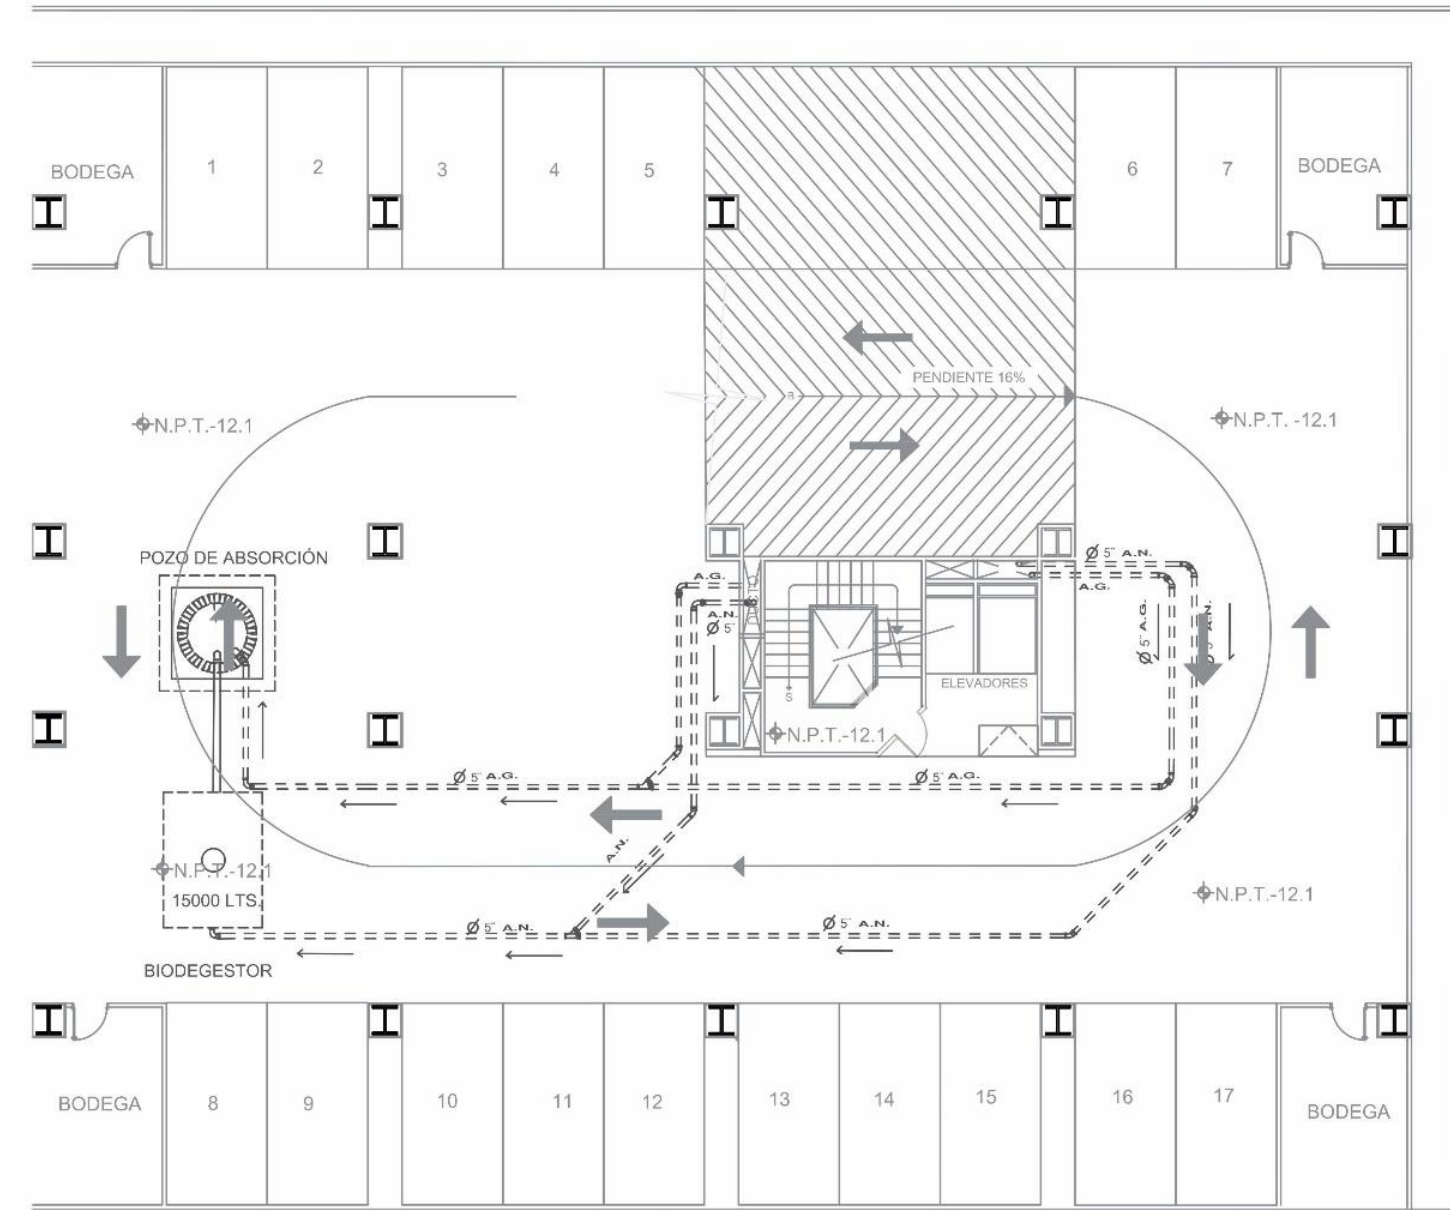 BODEGA
1
2
3
4
5
6
7
BODEGA
PENDIENTE 16%
B
N.P.T.-12.1
N.P.T. -12.1
POZO DE ABSORCIÓN
Ø 5" A.N.
A.G.
A.G.
A.N.
Ø 5"
Ø 5" A.G.
Ø 5" A.N.
ELEVADORES
S
N.P.T.-12.1
Ø 5" A.G.
Ø 5" A.G.
A.N.
N.P.T.-12.1
15000 LTS.
N.P.T.-12.1
Ø 5" A.N.
Ø 5" A.N.
BIODEGESTOR
BODEGA
8
9
10
11
12
13
14
15
16
17
BODEGA